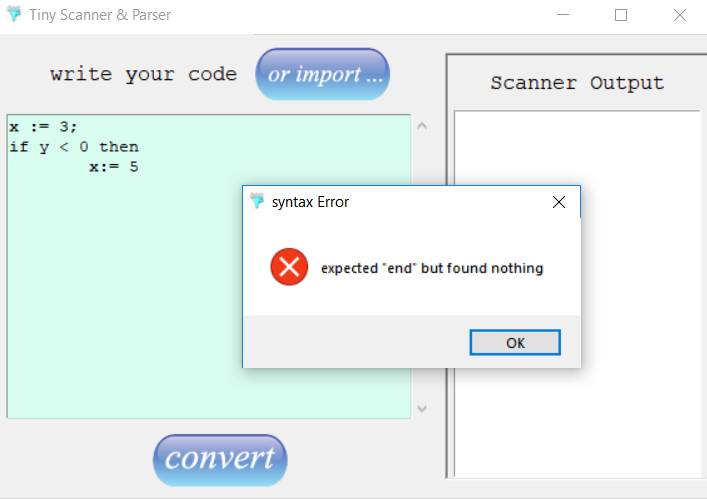 Tiny Scanner & Parser
write your code
or import ...
Scanner Output
x := 3;
if y < 0 then
x:= 5
syntax Error
expected "end" but found nothing
OK
convert